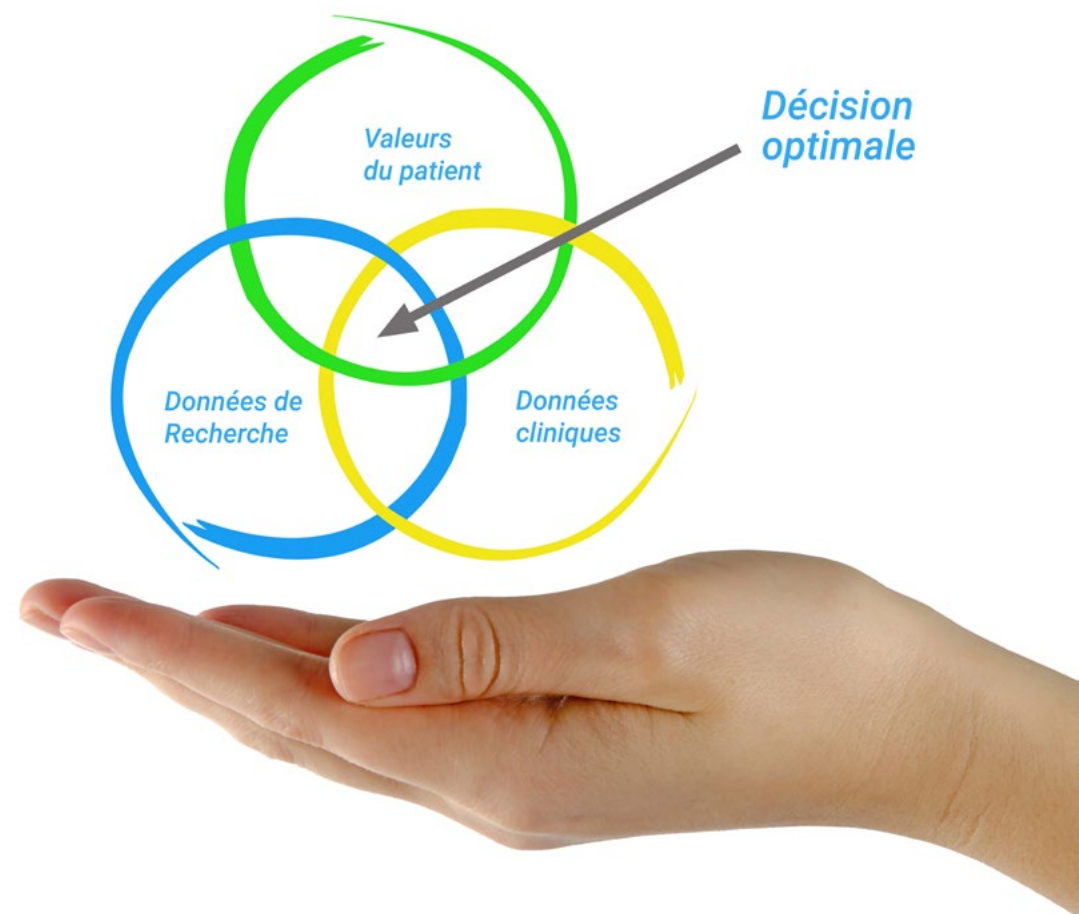 Valeurs
du patient
Décision
optimale
Données de
Recherche
Données
cliniques